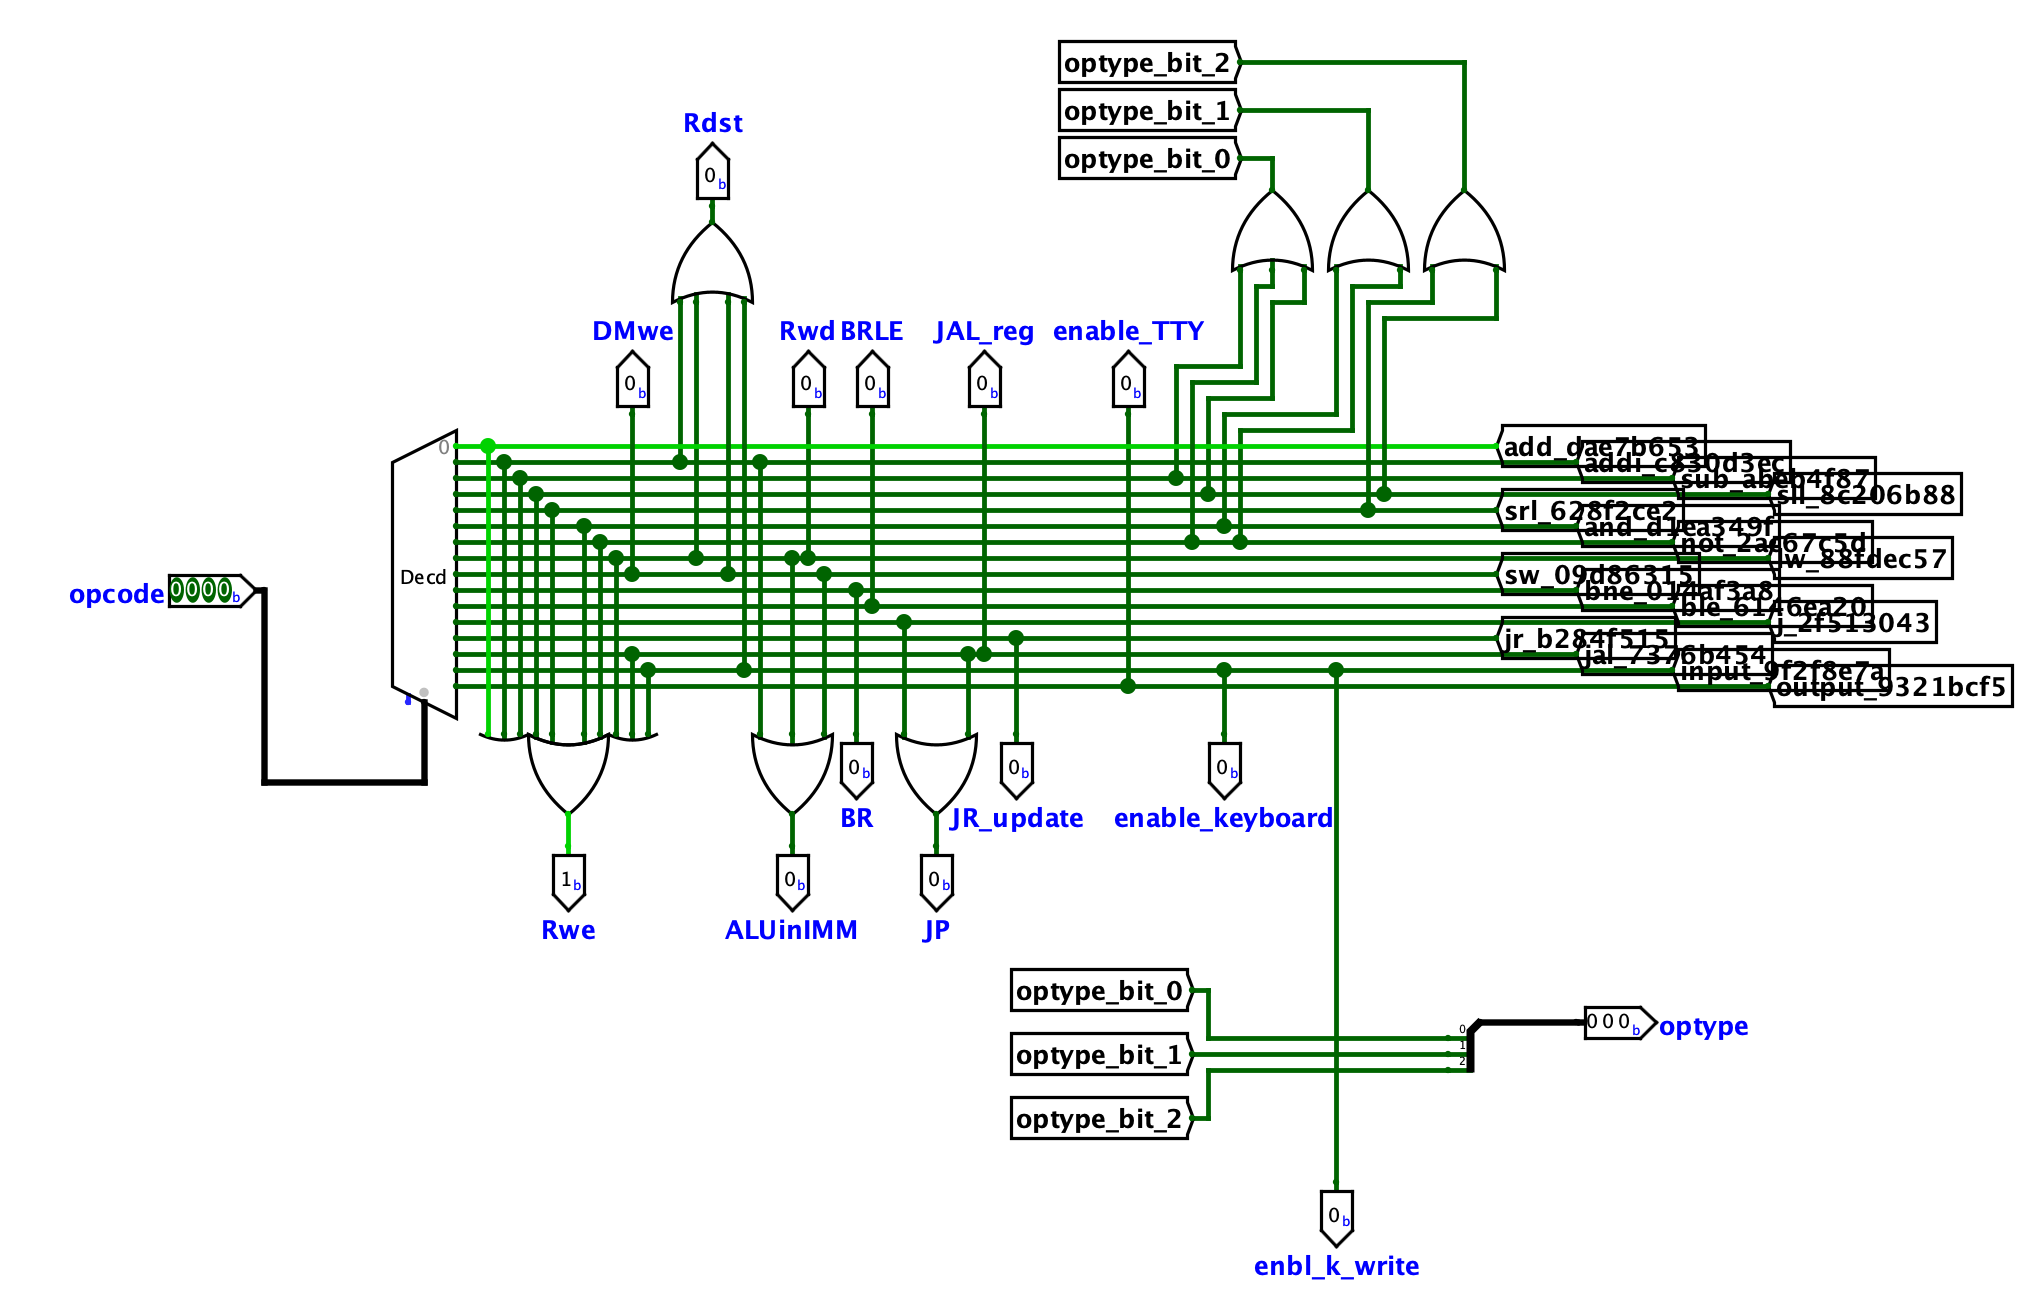 optype_bit_2
optype_bit_1
optype_bit_0
Rdst
0b
DMwe
Rwd
BRLE
JAL_reg
enable_TTY
0b
0b
0b
0b
0b
0
add_dae7b653
addi_c830d3ec
sub_abeb4f87
sll_8c206b88
srl_628f2ce2
and_d1ea349f
not_2ac67c5d
lw_88fdec57
sw_09d86315
bne_014af3a8
ble_6146ea20
j_2f513043
jr_b284f515
jal_7376b454
input_9f2f8e7a
output_9321bcf5
Decd
opcode
0000b
0b
0b
0b
BR
JR_update
enable_keyboard
1b
0b
0b
Rwe
ALUinIMM
JP
optype_bit_0
optype_bit_1
optype_bit_2
0
1
2
000b
optype
0b
enbl_k_write